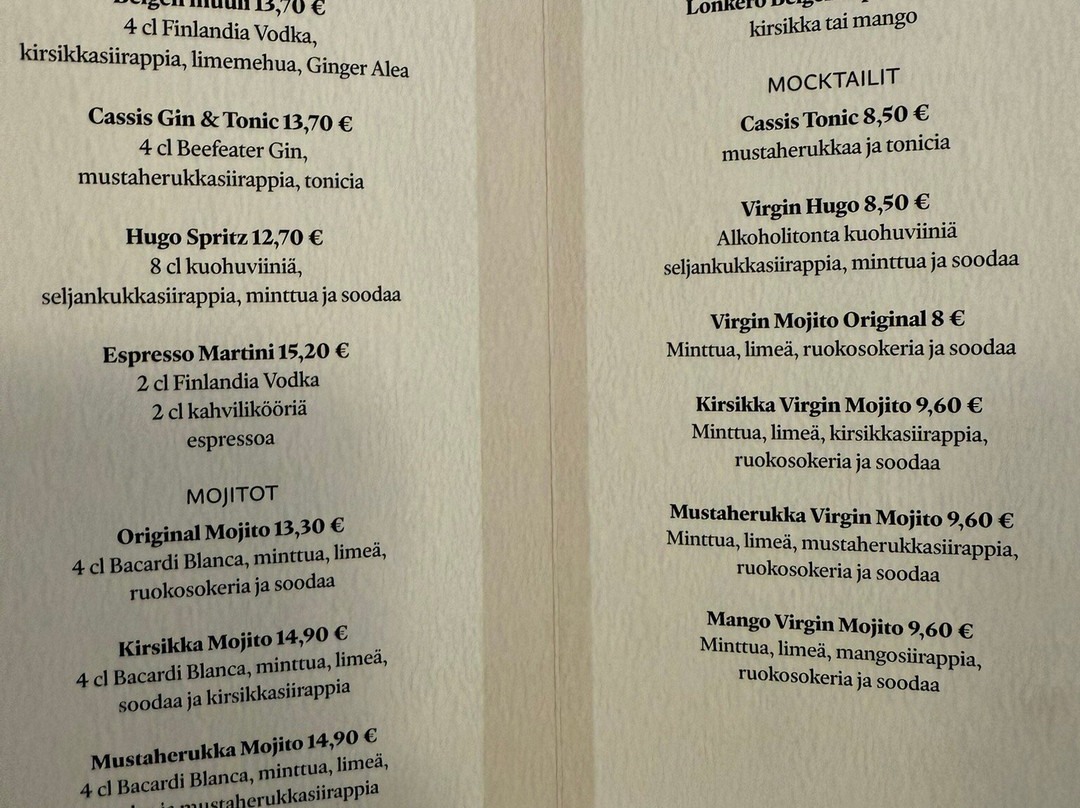 muuli 13,70 €
4 cl Finlandia Vodka,
kirsikkasiirappia, limemehua, Ginger Alea
Cassis Gin & Tonic 13,70 €
4 cl Beefeater Gin,
mustaherukkasiirappia, tonicia
Hugo Spritz 12,70 €
8 cl kuohuviiniä,
seljankukkasiirappia, minttua ja soodaa
Espresso Martini 15,20 €
2 cl Finlandia Vodka
2 cl kahvilikööriä
espressoa
MOJITOT
Original Mojito 13,30 €
4 cl Bacardi Blanca, minttua, limeä,
ruokosokeria ja soodaa
Kirsikka Mojito 14,90 €
4 cl Bacardi Blanca, minttua, limeä,
soodaa ja kirsikkasiirappia
Mustaherukka Mojito 14,90 €
4 cl Bacardi Blanca, minttua, limeä,
ja mustaherukkasiirappia
Lonkero
kirsikka tai mango
MOCKTAILIT
Cassis Tonic 8,50 €
mustaherukkaa ja tonicia
Virgin Hugo 8,50 €
Alkoholitonta kuohuviiniä
seljankukkasiirappia, minttua ja soodaa
Virgin Mojito Original 8 €
Minttua, limeä, ruokosokeria ja soodaa
Kirsikka Virgin Mojito 9,60 €
Minttua, limeä, kirsikkasiirappia,
ruokosokeria ja soodaa
Mustaherukka Virgin Mojito 9,60 €
Minttua, limeä, mustaherukkasiirappia,
ruokosokeria ja soodaa
Mango Virgin Mojito 9,60 €
Minttua, limeä, mangosiirappia,
ruokosokeria ja soodaa